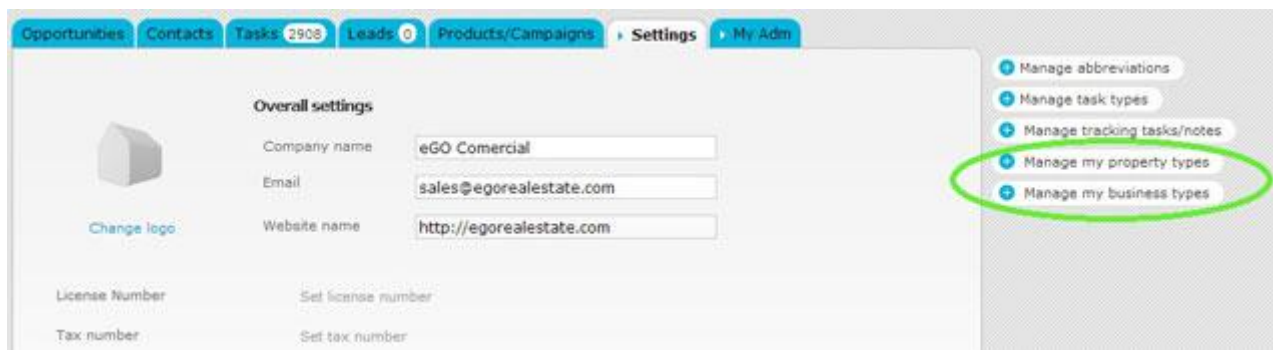 Opportunities Contacts Tasks 2908 Leads 0 Products/Campaigns Settings My Adm
Overall settings
Company name eGO Comercial
Email sales@egorealestate.com
Website name http://egorealestate.com
Change logo
License Number Set license number
Tax number Set tax number
Manage abbreviations
Manage task types
Manage tracking tasks/notes
Manage my property types
Manage my business types